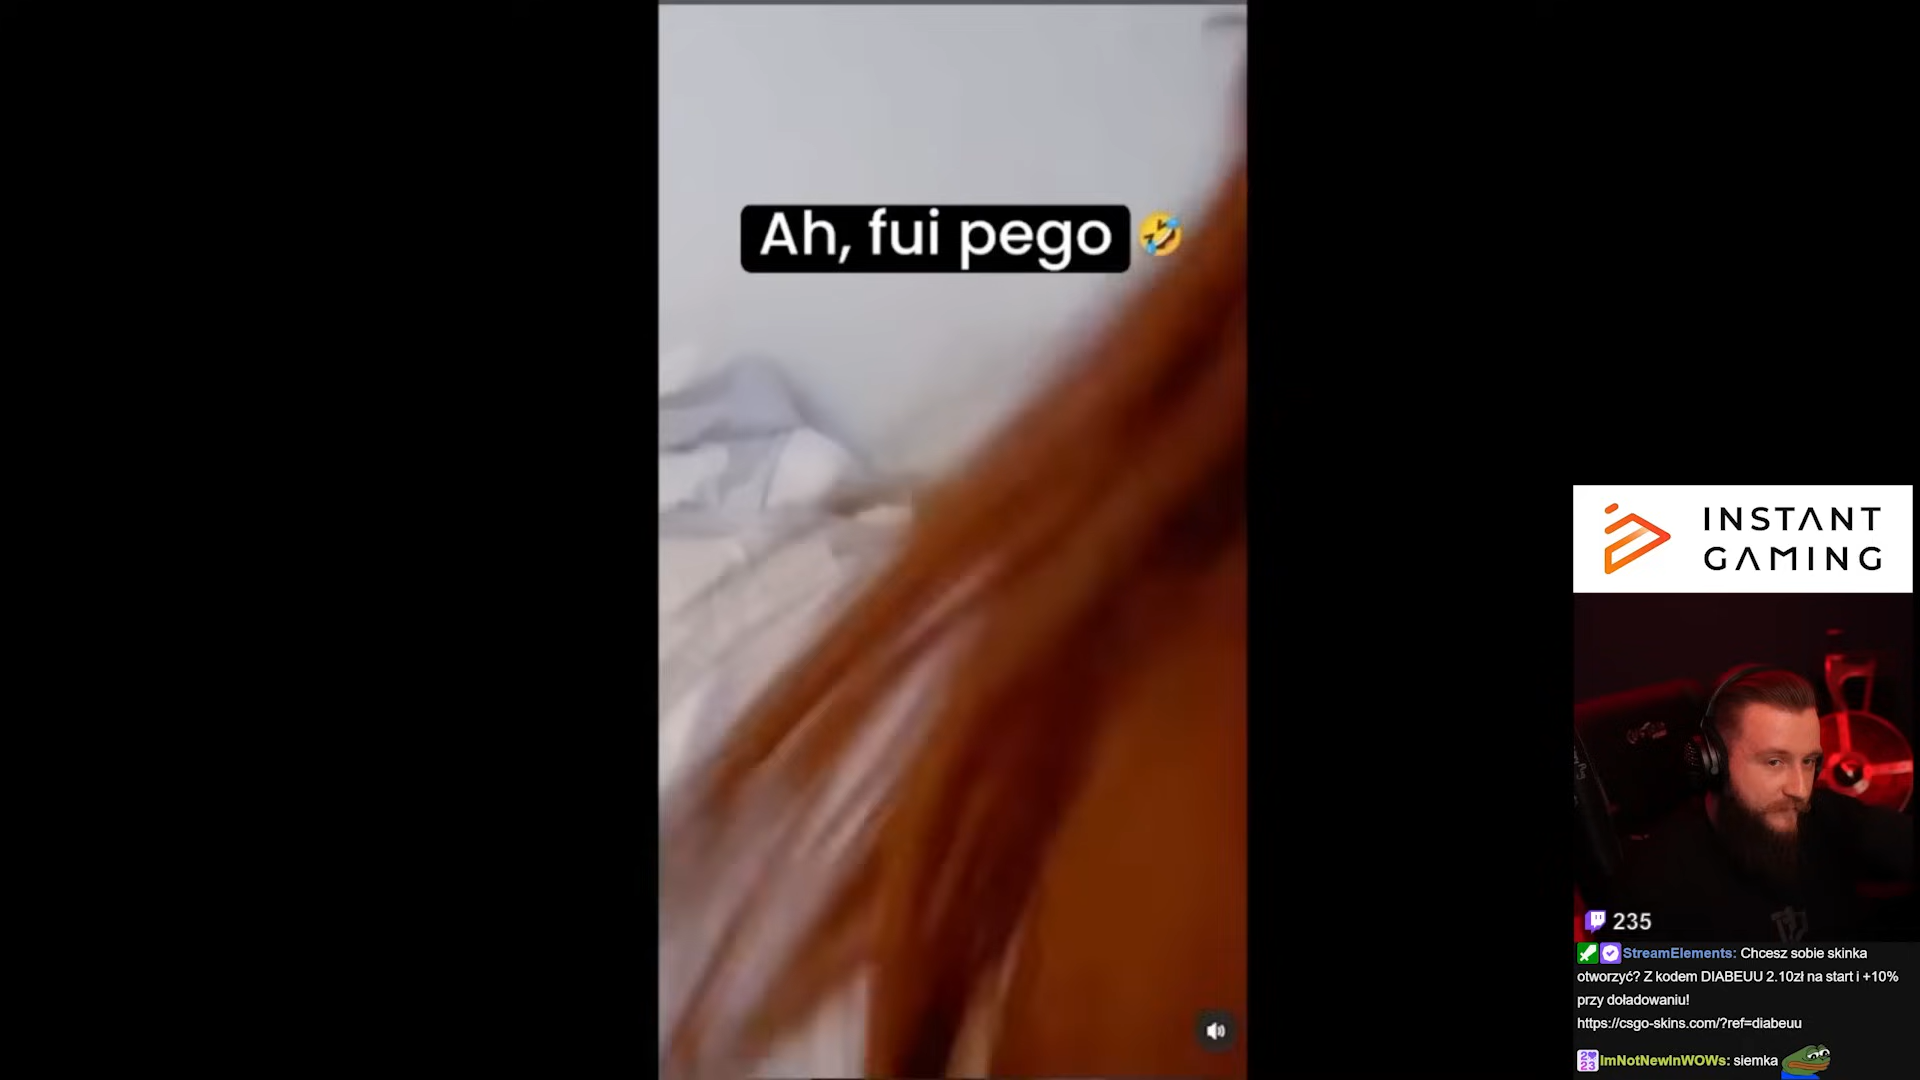 Ah, fui pego 🤣
INSTANT
GAMING
235
StreamElements: Chcesz sobie skinka
otworzyć? Z kodem DIABEUU 2.10zł na start i +10%
przy doładowaniu!
https://csgo-skins.com/?ref=diabeuu
ImNotNewInWOWs: siemka